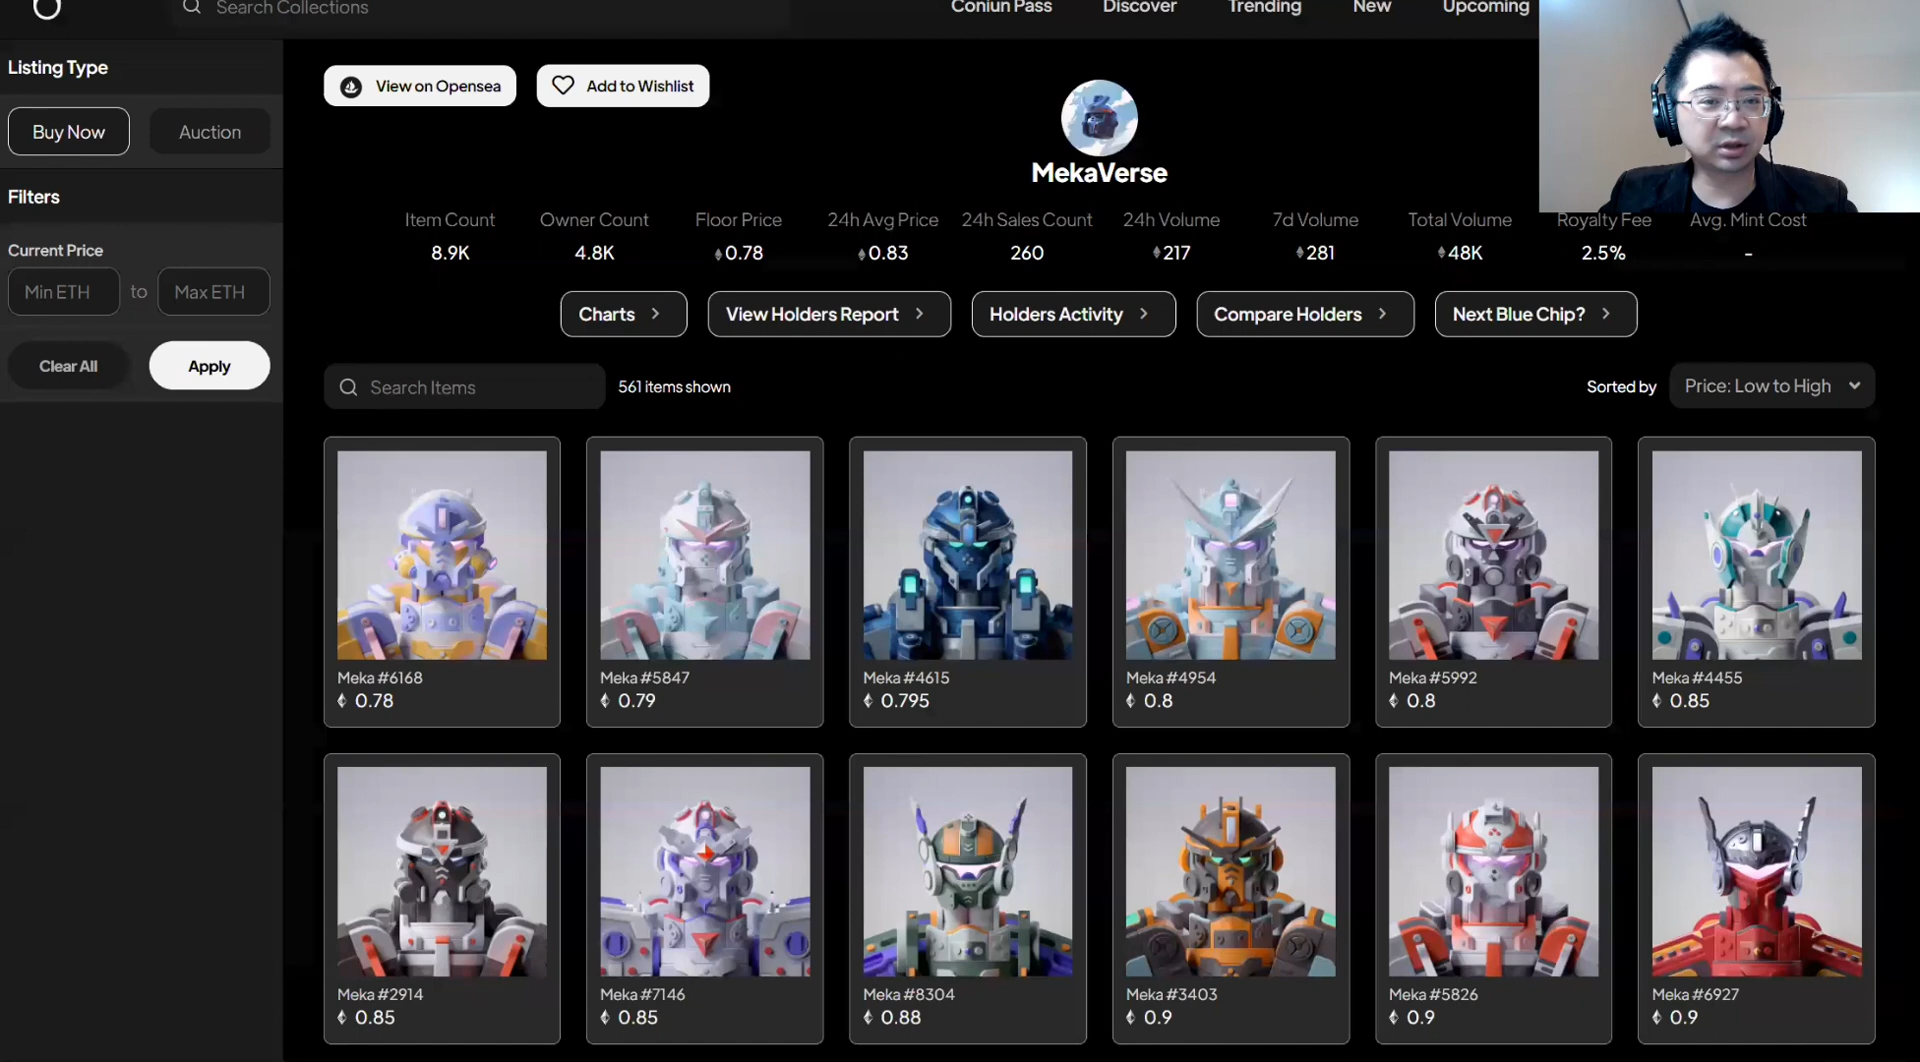 Search Collections
Coniun Pass
Discover
Trending
New
Upcoming
Listing Type
Buy Now
Auction
Filters
Current Price
Min ETH
to
Max ETH
Clear All
Apply
View on Opensea
Add to Wishlist
MekaVerse
Item Count
8.9K
Owner Count
4.8K
Floor Price
0.78
24h Avg Price
0.83
24h Sales Count
260
24h Volume
217
7d Volume
281
Total Volume
48K
Royalty Fee
2.5%
Avg. Mint Cost
-
Charts
View Holders Report
Holders Activity
Compare Holders
Next Blue Chip?
Search Items
561 items shown
Sorted by
Price: Low to High
Meka #6168
0.78
Meka #5847
0.79
Meka #4615
0.795
Meka #4954
0.8
Meka #5992
0.8
Meka #4455
0.85
Meka #2914
0.85
Meka #7146
0.85
Meka #8304
0.88
Meka #3403
0.9
Meka #5826
0.9
Meka #6927
0.9